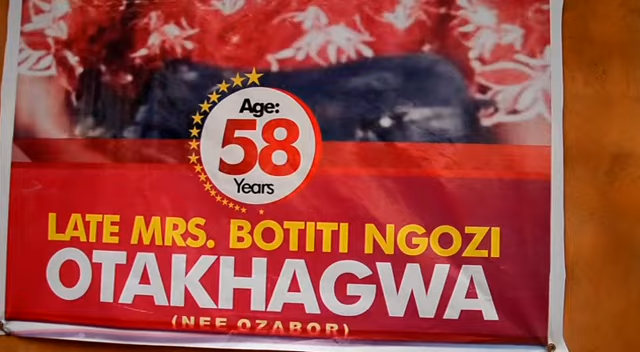 Age:
58
Years
LATE MRS. BOTITI NGOZI
OTAKHAGWA
(NEE OZABOR)